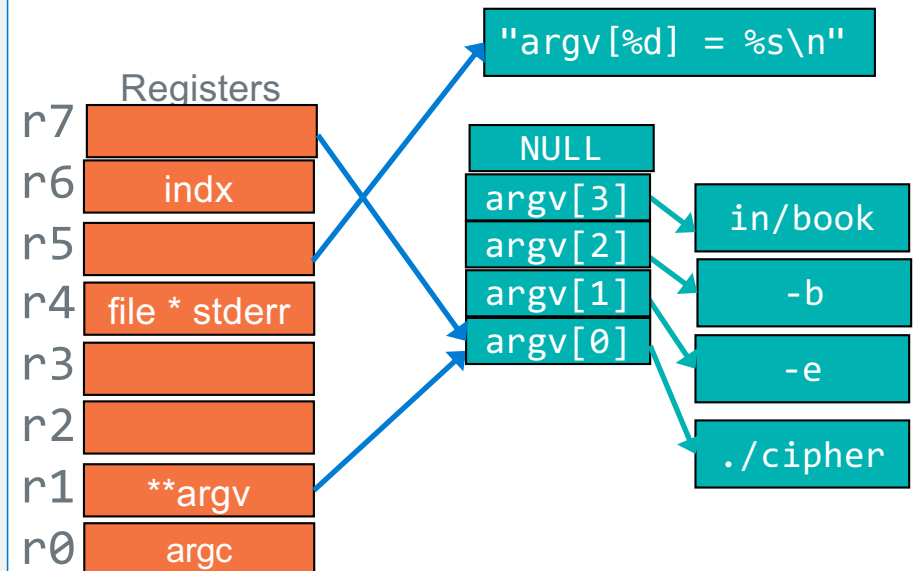 "argv[%d] = %s\n"
Registers
r7
r6 indx
r5
r4 file * stderr
r3
r2
r1 **argv
r0 argc
NULL
argv[3]
argv[2]
argv[1]
argv[0]
in/book
-b
-e
./cipher